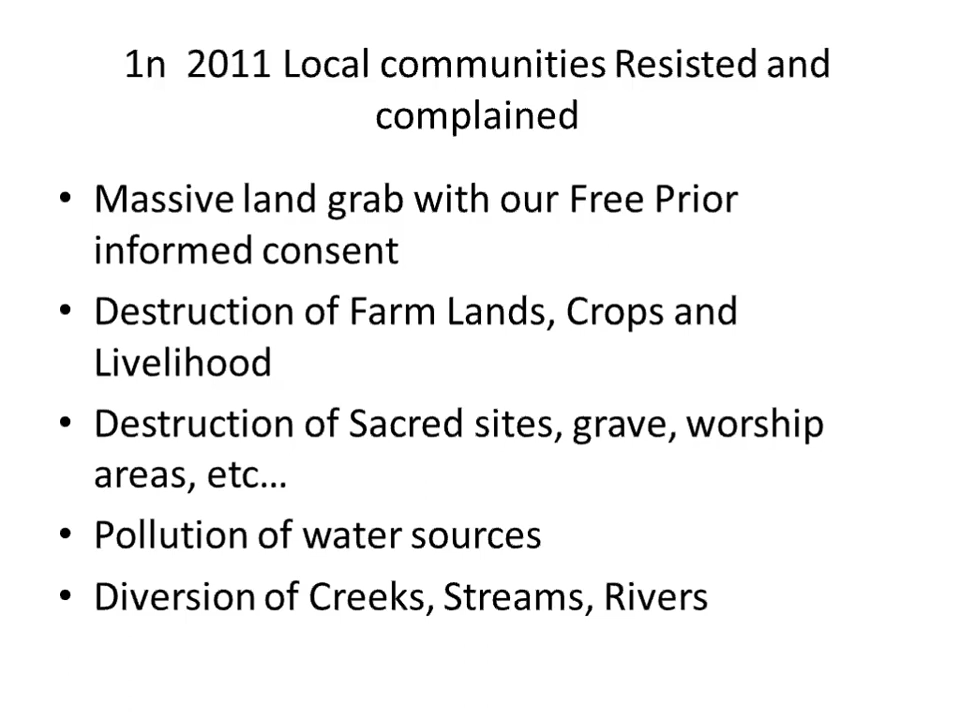 1n  2011 Local communities Resisted and
complained
• Massive land grab with our Free Prior
informed consent
• Destruction of Farm Lands, Crops and
Livelihood
• Destruction of Sacred sites, grave, worship
areas, etc…
• Pollution of water sources
• Diversion of Creeks, Streams, Rivers